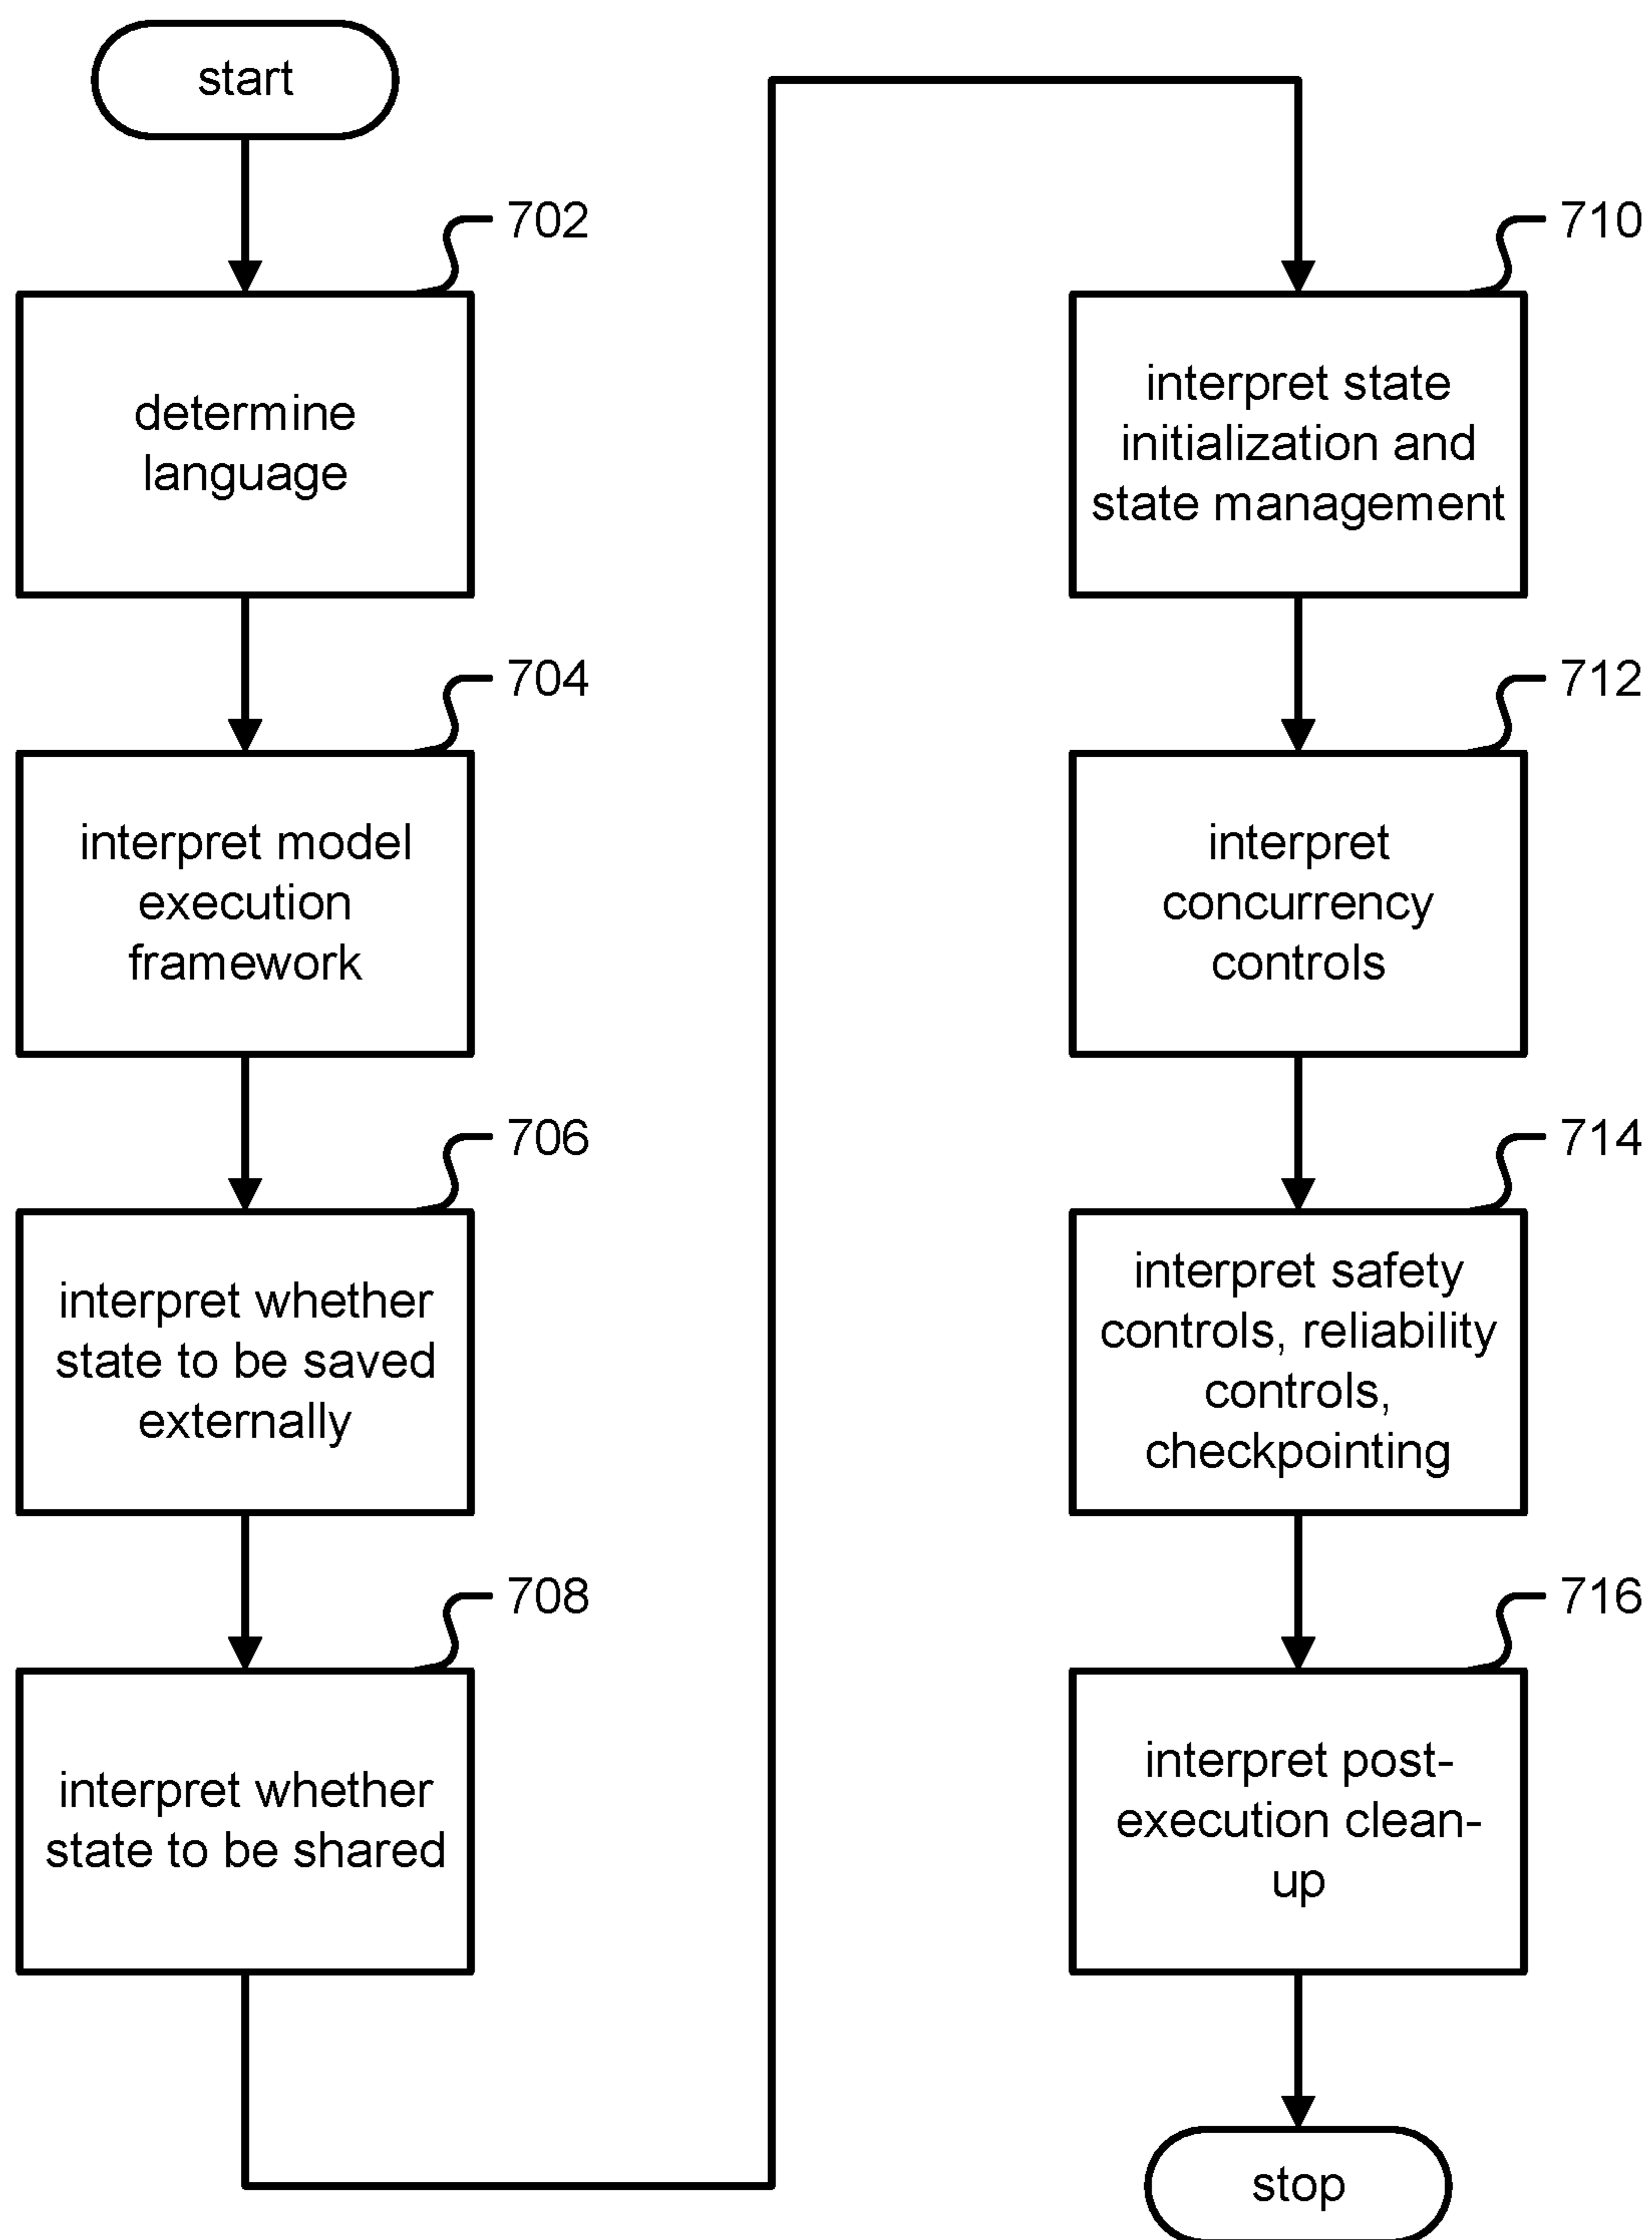 start
702
determine
language
704
interpret model
execution
framework
706
interpret whether
state to be saved
externally
708
interpret whether
state to be shared
710
interpret state
initialization and
state management
712
interpret
concurrency
controls
714
interpret safety
controls, reliability
controls,
checkpointing
716
interpret post-
execution clean-
up
stop